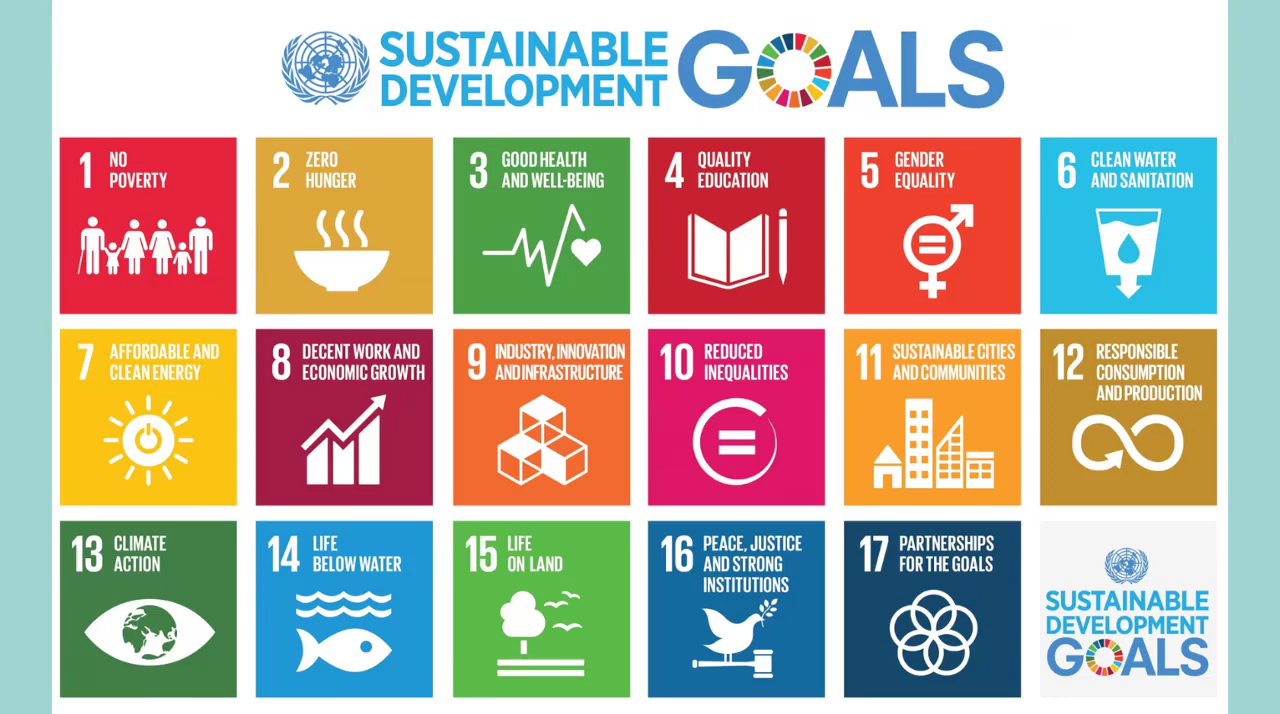 SUSTAINABLE
DEVELOPMENT
GOALS
1
NO
POVERTY
2
ZERO
HUNGER
3
GOOD HEALTH
AND WELL-BEING
4
QUALITY
EDUCATION
5
GENDER
EQUALITY
6
CLEAN WATER
AND SANITATION
7
AFFORDABLE AND
CLEAN ENERGY
8
DECENT WORK AND
ECONOMIC GROWTH
9
INDUSTRY, INNOVATION
AND INFRASTRUCTURE
10
REDUCED
INEQUALITIES
11
SUSTAINABLE CITIES
AND COMMUNITIES
12
RESPONSIBLE
CONSUMPTION
AND PRODUCTION
13
CLIMATE
ACTION
14
LIFE
BELOW WATER
15
LIFE
ON LAND
16
PEACE, JUSTICE
AND STRONG
INSTITUTIONS
17
PARTNERSHIPS
FOR THE GOALS
SUSTAINABLE
DEVELOPMENT
GOALS